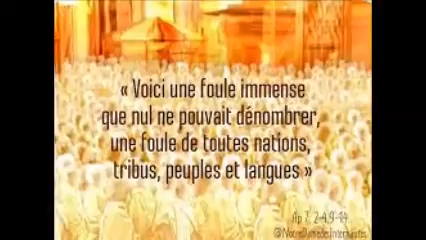 « Voici une foule immense
que nul ne pouvait dénombrer,
une foule de toutes nations,
tribus, peuples et langues »
Ap 7, 2-4.9-14
@NotreDamedesInternautes